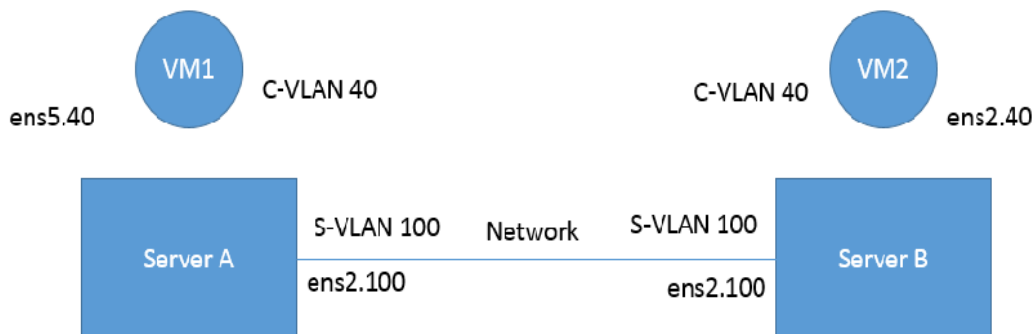 VM1
C-VLAN 40
ens5.40
VM2
C-VLAN 40
ens2.40
Server A
S-VLAN 100
Network
S-VLAN 100
ens2.100
ens2.100
Server B